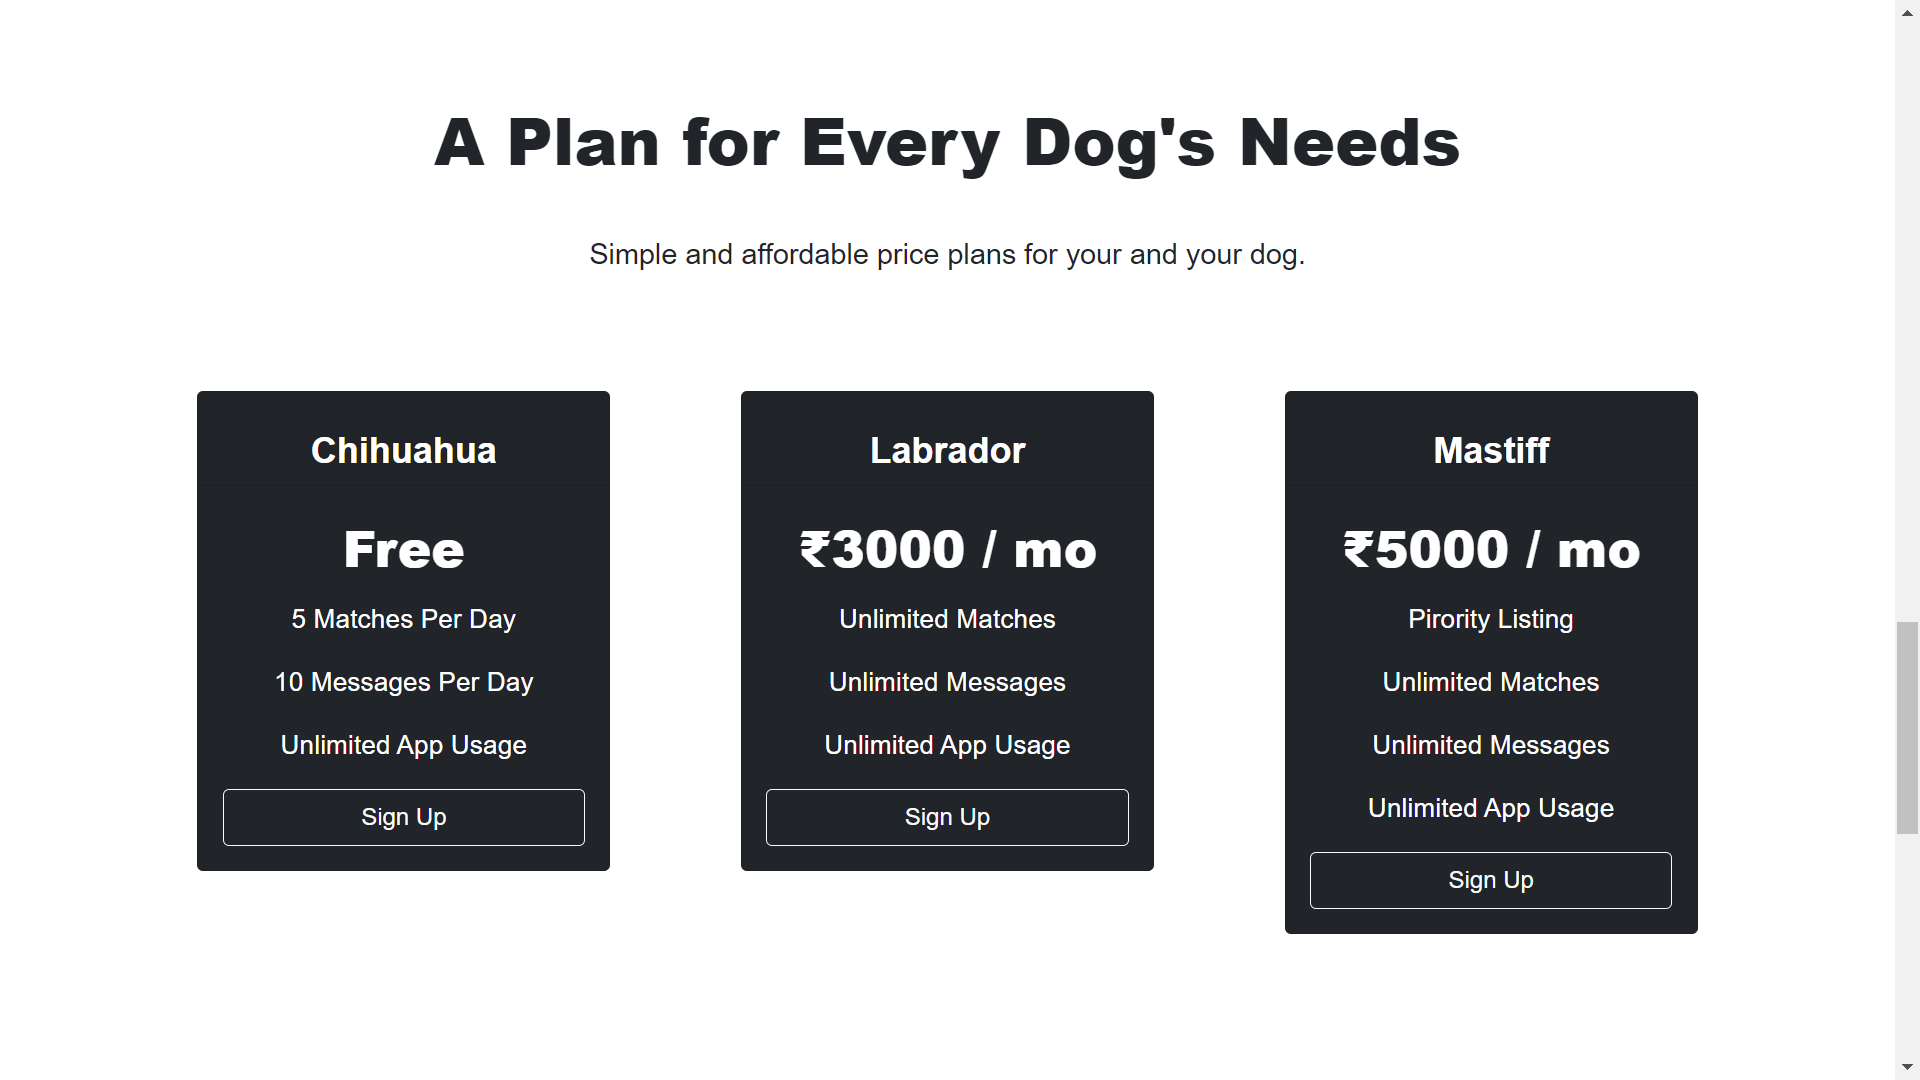 A Plan for Every Dog's Needs
Simple and affordable price plans for your and your dog.
Chihuahua
Free
5 Matches Per Day
10 Messages Per Day
Unlimited App Usage
Sign Up
Labrador
₹3000 / mo
Unlimited Matches
Unlimited Messages
Unlimited App Usage
Sign Up
Mastiff
₹5000 / mo
Pirority Listing
Unlimited Matches
Unlimited Messages
Unlimited App Usage
Sign Up